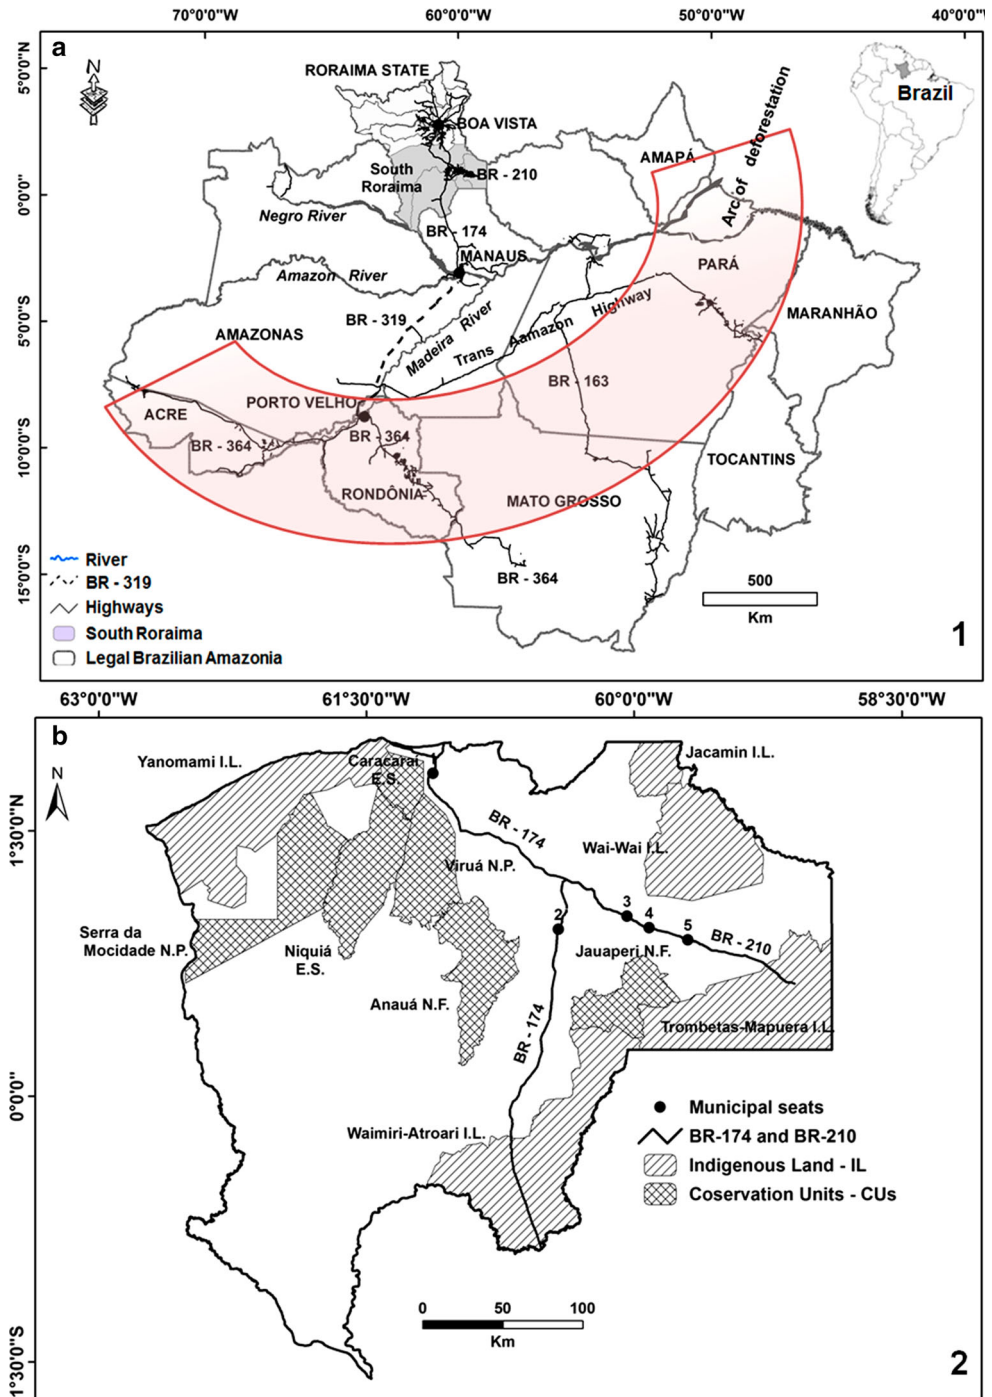 70°0'0"W 60°0'0"W 50°0'0"W 40°0'0"W
a
5°0'0"N
0°0'0"
5°0'0"S
10°0'0"S
15°0'0"S
N
RORAIMA STATE
BOA VISTA
South
Roraima
BR - 210
Negro River
BR - 174
MANAUS
Amazon River
BR - 319
Madeira River
AMAZONAS
Trans Aamazon Highway
AMAPÁ
Arc of deforestation
Brazil
PARÁ
MARANHÃO
BR - 163
PORTO VELHO
ACRE
BR - 364
BR - 364
RONDÔNIA
MATO GROSSO
TOCANTINS
BR - 364
River
BR - 319
Highways
South Roraima
Legal Brazilian Amazonia
500
Km
1
63°0'0"W 61°30'0"W 60°0'0"W 58°30'0"W
b
1°30'0"N
0°0'0"
1°30'0"S
N
Yanomami I.L.
Caracaraí
E.S.
Jacamin I.L.
BR - 174
Viruá N.P.
Wai-Wai I.L.
2
3
4
5
BR - 210
Serra da
Mocidade N.P.
Niquiá
E.S.
Jauaperi N.F.
Anauá N.F.
BR - 174
Trombetas-Mapuera I.L.
Waimiri-Atroari I.L.
Municipal seats
BR-174 and BR-210
Indigenous Land - IL
Coservation Units - CUs
0 50 100
Km
2